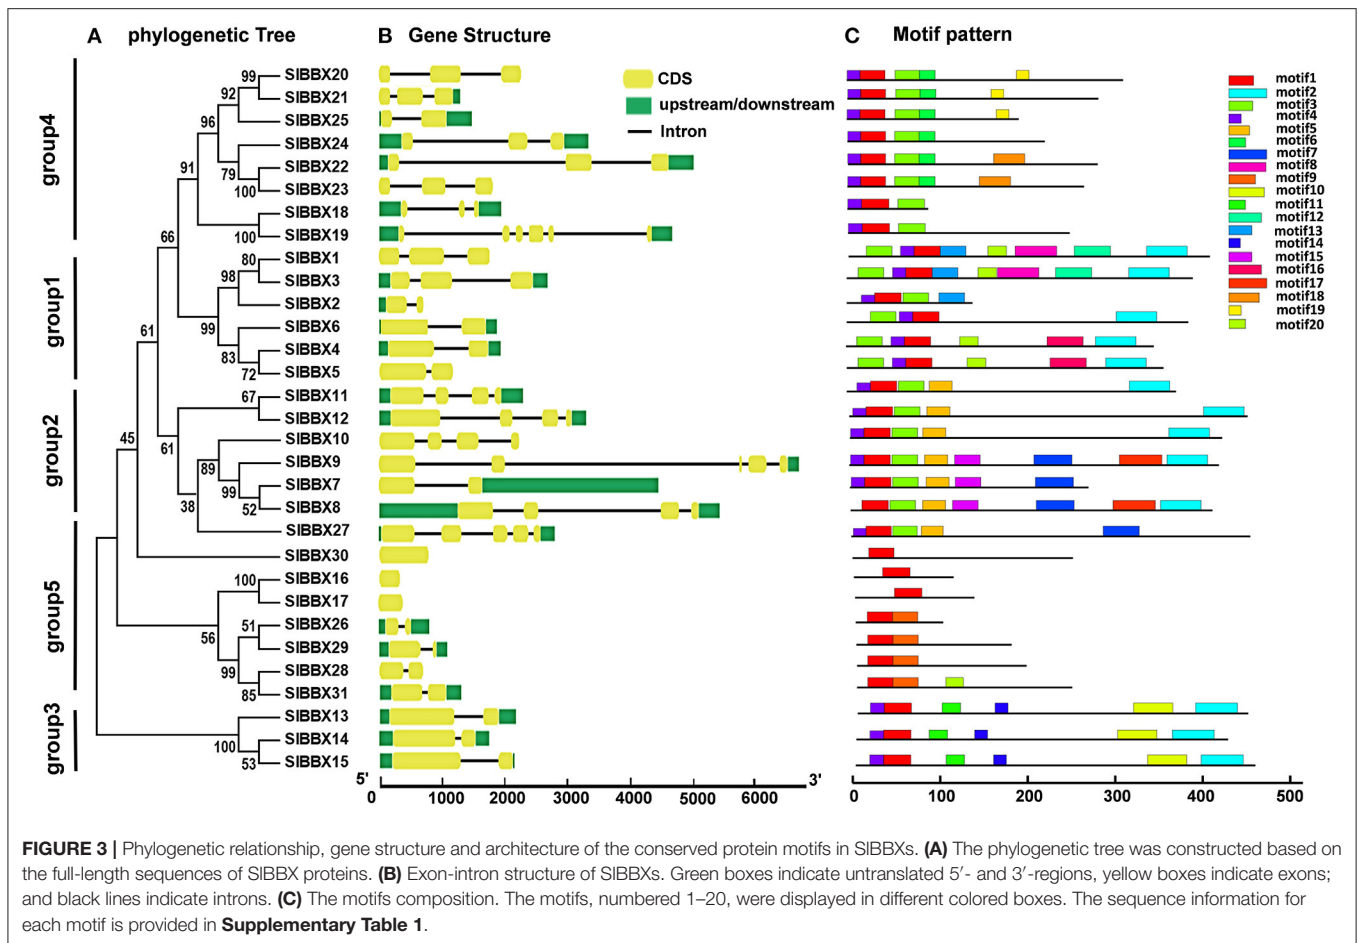 A phylogenetic Tree
B Gene Structure
C Motif pattern
group4
group1
group2
group5
group3
SlBBX20
SlBBX21
SlBBX25
SlBBX24
SlBBX22
SlBBX23
SlBBX18
SlBBX19
SlBBX1
SlBBX3
SlBBX2
SlBBX6
SlBBX4
SlBBX5
SlBBX11
SlBBX12
SlBBX10
SlBBX9
SlBBX7
SlBBX8
SlBBX27
SlBBX30
SlBBX16
SlBBX17
SlBBX26
SlBBX29
SlBBX28
SlBBX31
SlBBX13
SlBBX14
SlBBX15
99
92
96
91
79
100
66
100
80
98
99
61
83
72
67
45
61
89
99
38
52
100
51
56
99
85
100
53
CDS
upstream/downstream
Intron
5' 3'
0 1000 2000 3000 4000 5000 6000
motif1
motif2
motif3
motif4
motif5
motif6
motif7
motif8
motif9
motif10
motif11
motif12
motif13
motif14
motif15
motif16
motif17
motif18
motif19
motif20
0 100 200 300 400 500
FIGURE 3 | Phylogenetic relationship, gene structure and architecture of the conserved protein motifs in SlBBXs. (A) The phylogenetic tree was constructed based on
the full-length sequences of SlBBX proteins. (B) Exon-intron structure of SlBBXs. Green boxes indicate untranslated 5′- and 3′-regions, yellow boxes indicate exons;
and black lines indicate introns. (C) The motifs composition. The motifs, numbered 1–20, were displayed in different colored boxes. The sequence information for
each motif is provided in Supplementary Table 1.